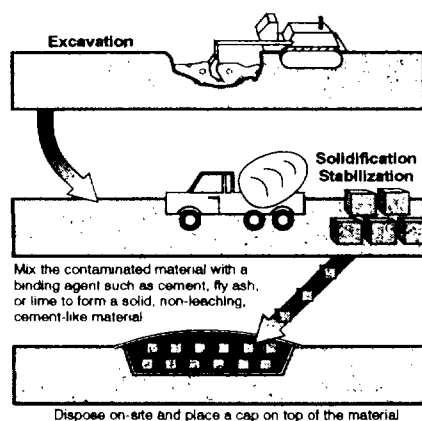 Excavation
Solidification
Stabilization
Mix the contaminated material with a
binding agent such as cement, fly ash,
or lime to form a solid, non-leaching,
cement-like material
Dispose on-site and place a cap on top of the material